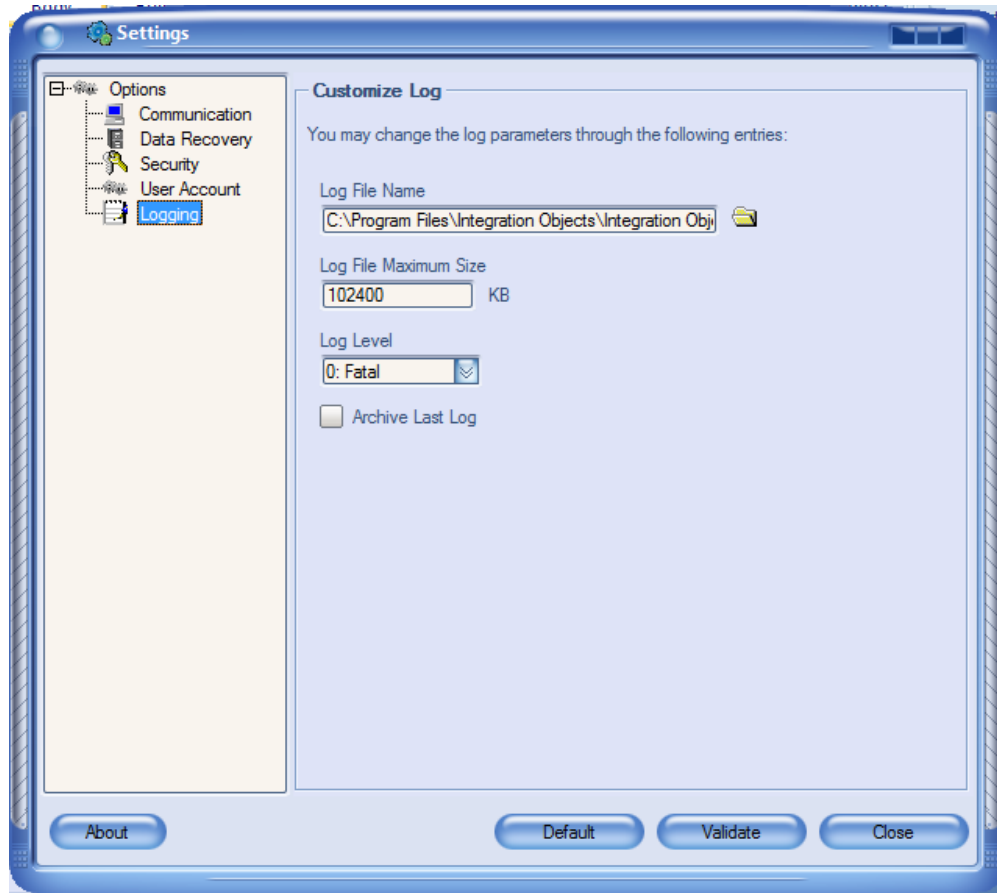 Settings
Options
Communication
Data Recovery
Security
User Account
Logging
Customize Log
You may change the log parameters through the following entries:
Log File Name
C:\Program Files\Integration Objects\Integration Obj
Log File Maximum Size
102400 KB
Log Level
0: Fatal
Archive Last Log
About Default Validate Close